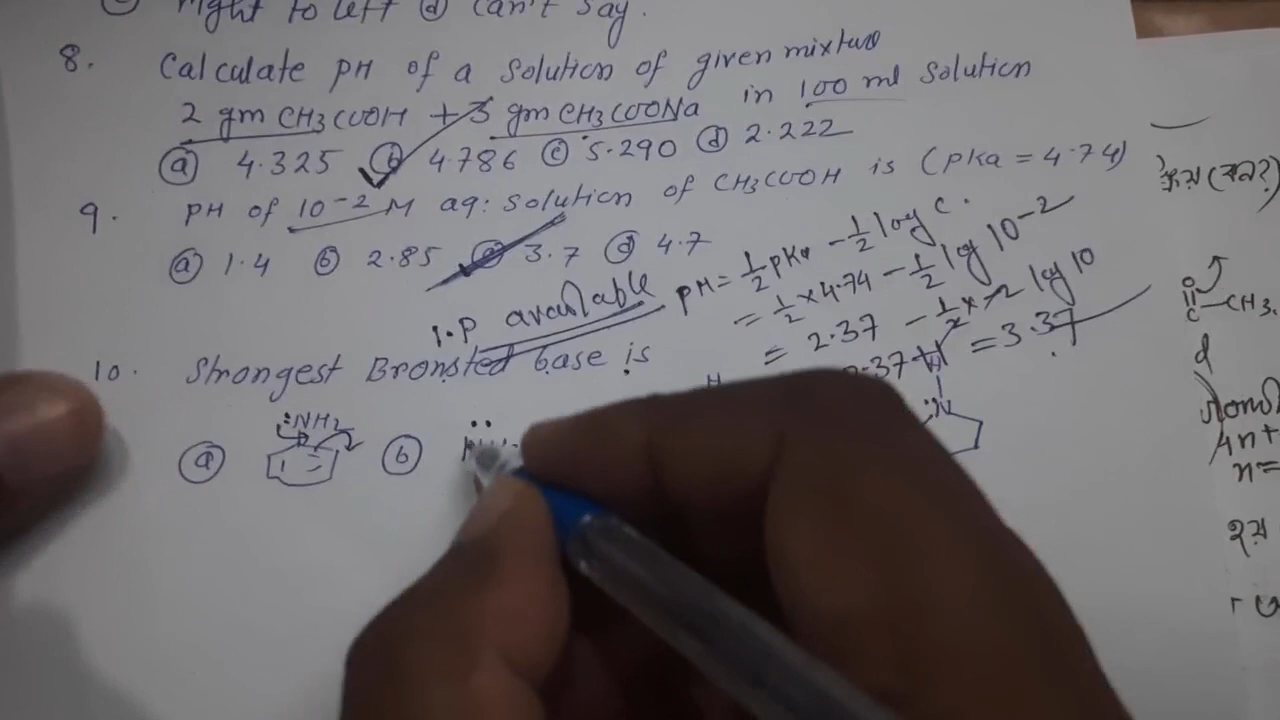 right to left (d) can't say.
8. Calculate pH of a solution of given mixture
2 gm CH3COOH + 3 gm CH3COONa in 100 ml solution
(a) 4.325 (b) 4.786 (c) 5.290 (d) 2.222
9. PH of 10-2 M aq: solution of CH3COOH is (pka = 4.74)
(a) 1.4 (b) 2.85 (c) 3.7 (d) 4.7
pH = 1/2 pKa - 1/2 log c.
= 1/2 x 4.74 - 1/2 log 10-2
= 2.37 - 1/2 x -2 log 10
= 3.37
l.p available
10. Strongest Bronsted base is
(a) :NH2 (b)
H
:N
O
C-CH3.
4n+
n=